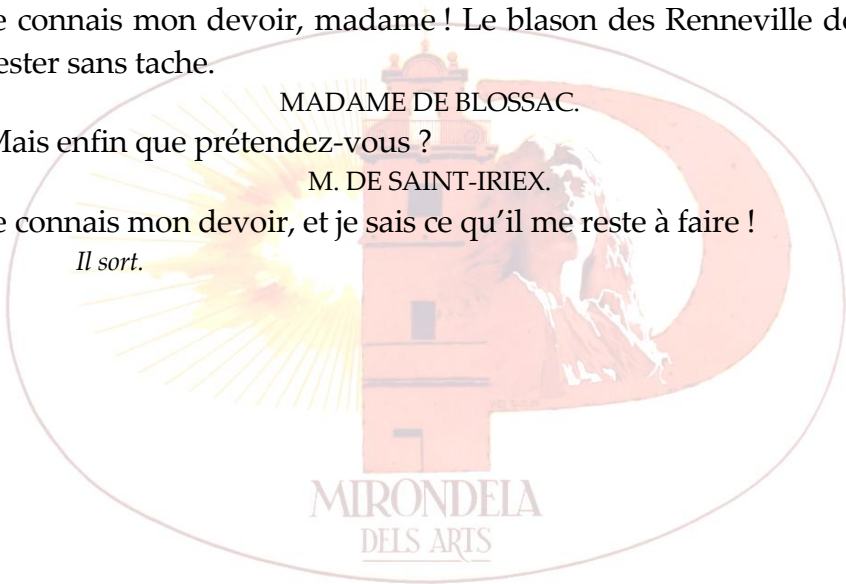 e connais mon devoir, madame ! Le blason des Renneville do
ester sans tache.
MADAME DE BLOSSAC.
Mais enfin que prétendez-vous ?
M. DE SAINT-IRIEX.
e connais mon devoir, et je sais ce qu’il me reste à faire !
Il sort.
MIRONDELA
DELS ARTS